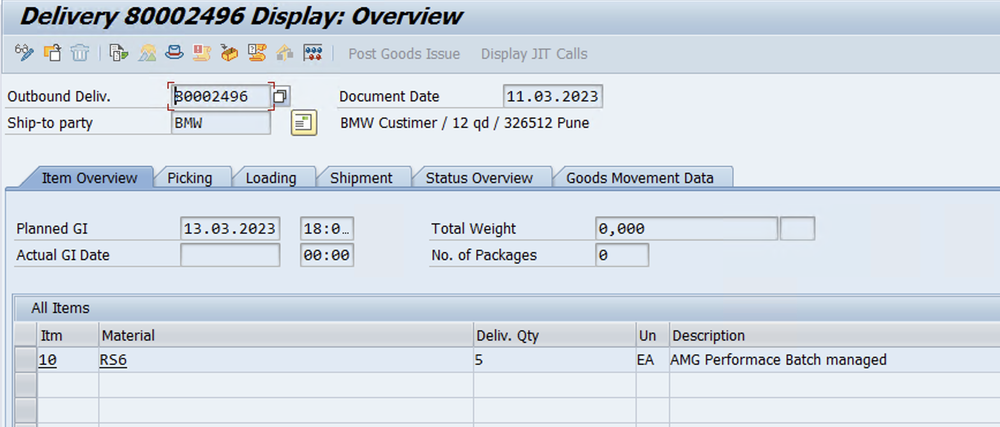 Delivery 80002496 Display: Overview
Post Goods Issue Display JIT Calls
Outbound Deliv. 80002496 Document Date 11.03.2023
Ship-to party BMW BMW Custimer / 12 qd / 326512 Pune
Item Overview Picking Loading Shipment Status Overview Goods Movement Data
Planned GI 13.03.2023 18:0… Total Weight 0,000
Actual GI Date 00:00 No. of Packages 0
All Items
Itm Material Deliv. Qty Un Description
10 RS6 5 EA AMG Performace Batch managed